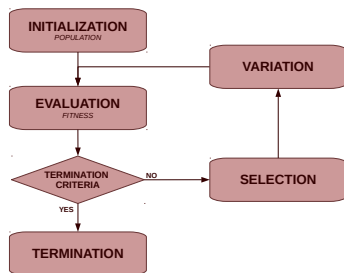 INITIALIZATION
POPULATION
VARIATION
EVALUATION
FITNESS
TERMINATION
CRITERIA
NO
SELECTION
YES
TERMINATION